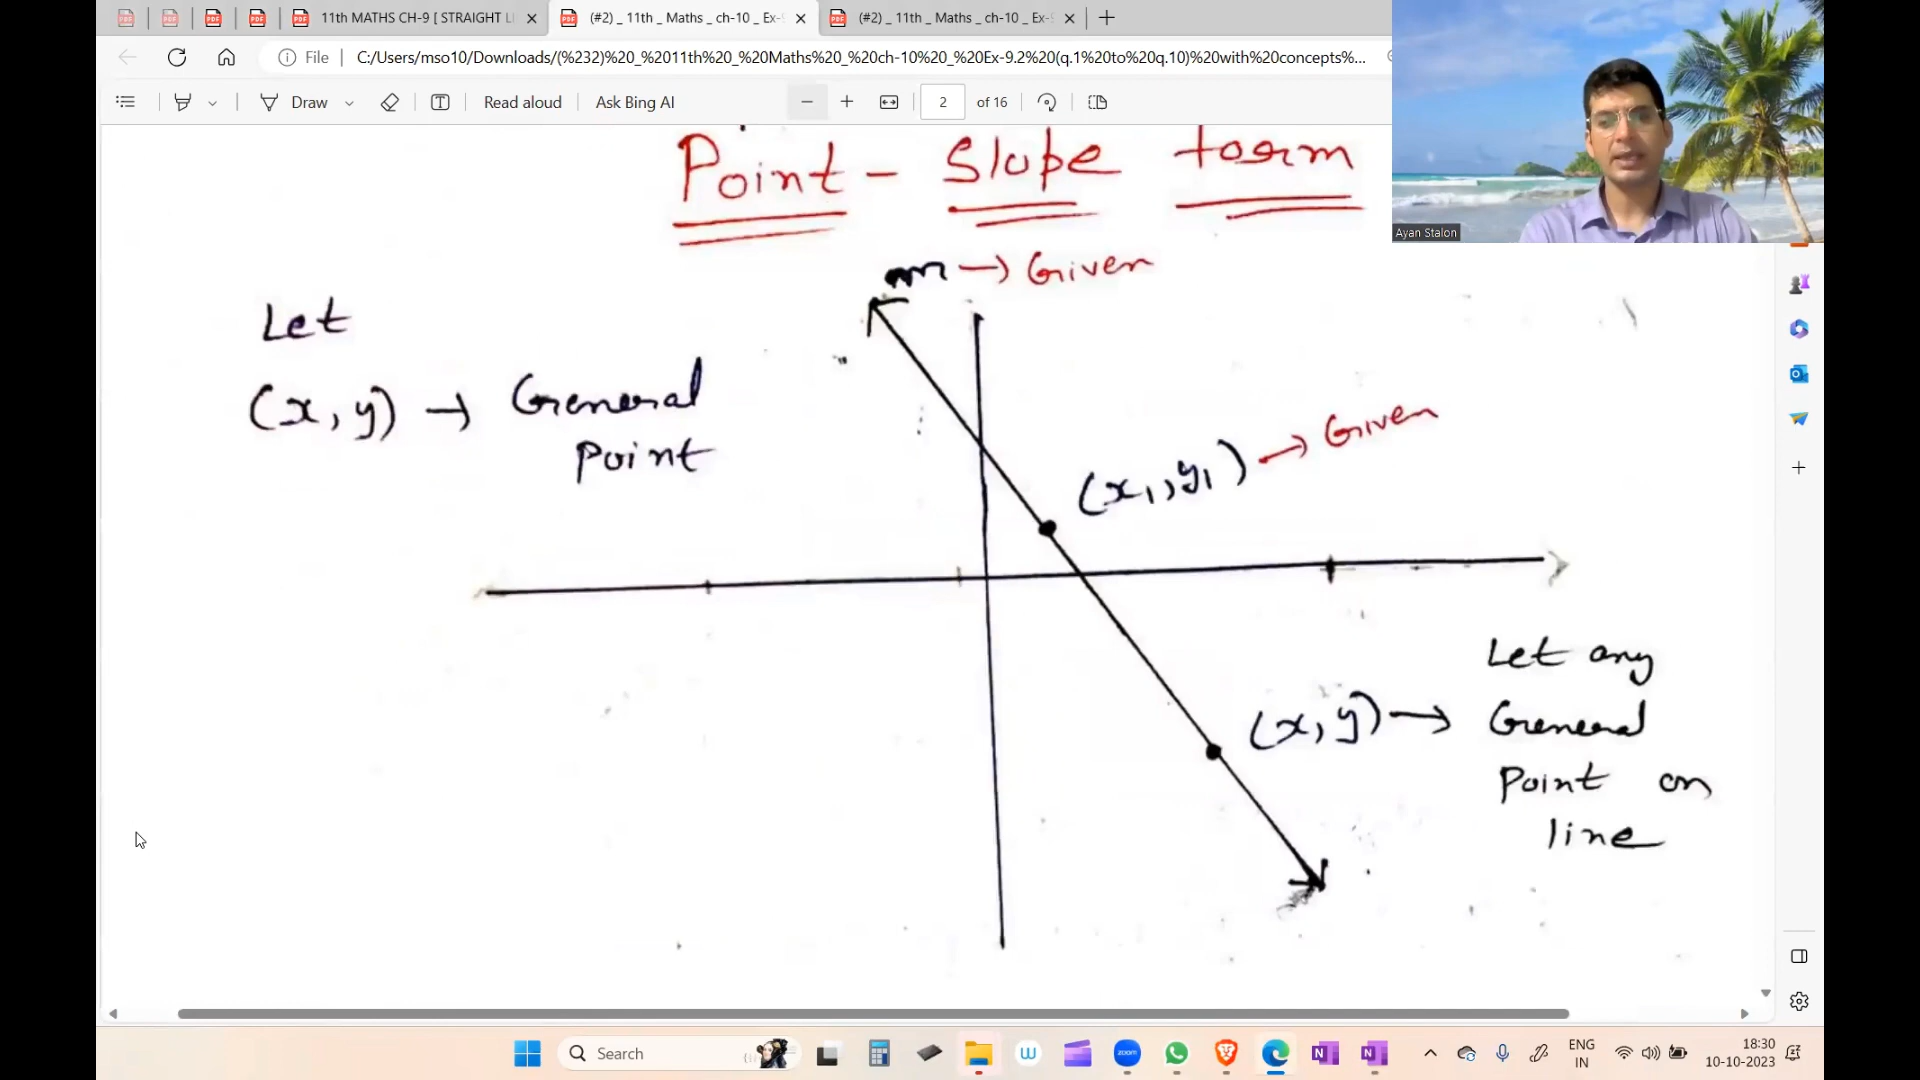 11th MATHS CH-9 [ STRAIGHT LI
(#2) _ 11th _ Maths _ ch-10 _ Ex-9
(#2) _ 11th _ Maths _ ch-10 _ Ex-9
File
C:/Users/mso10/Downloads/(%232)%20_%2011th%20_%20Maths%20_%20ch-10%20_%20Ex-9.2%20(q.1%20to%20q.10)%20with%20concepts%...
Draw
Read aloud
Ask Bing AI
2
of 16
Ayan Stalon
Point - Slope form
m → Given
Let
(x, y) → General
Point
(x₁, y₁) → Given
(x, y) → Let any
General
Point on
line
Search
zoom
ENG
IN
18:30
10-10-2023